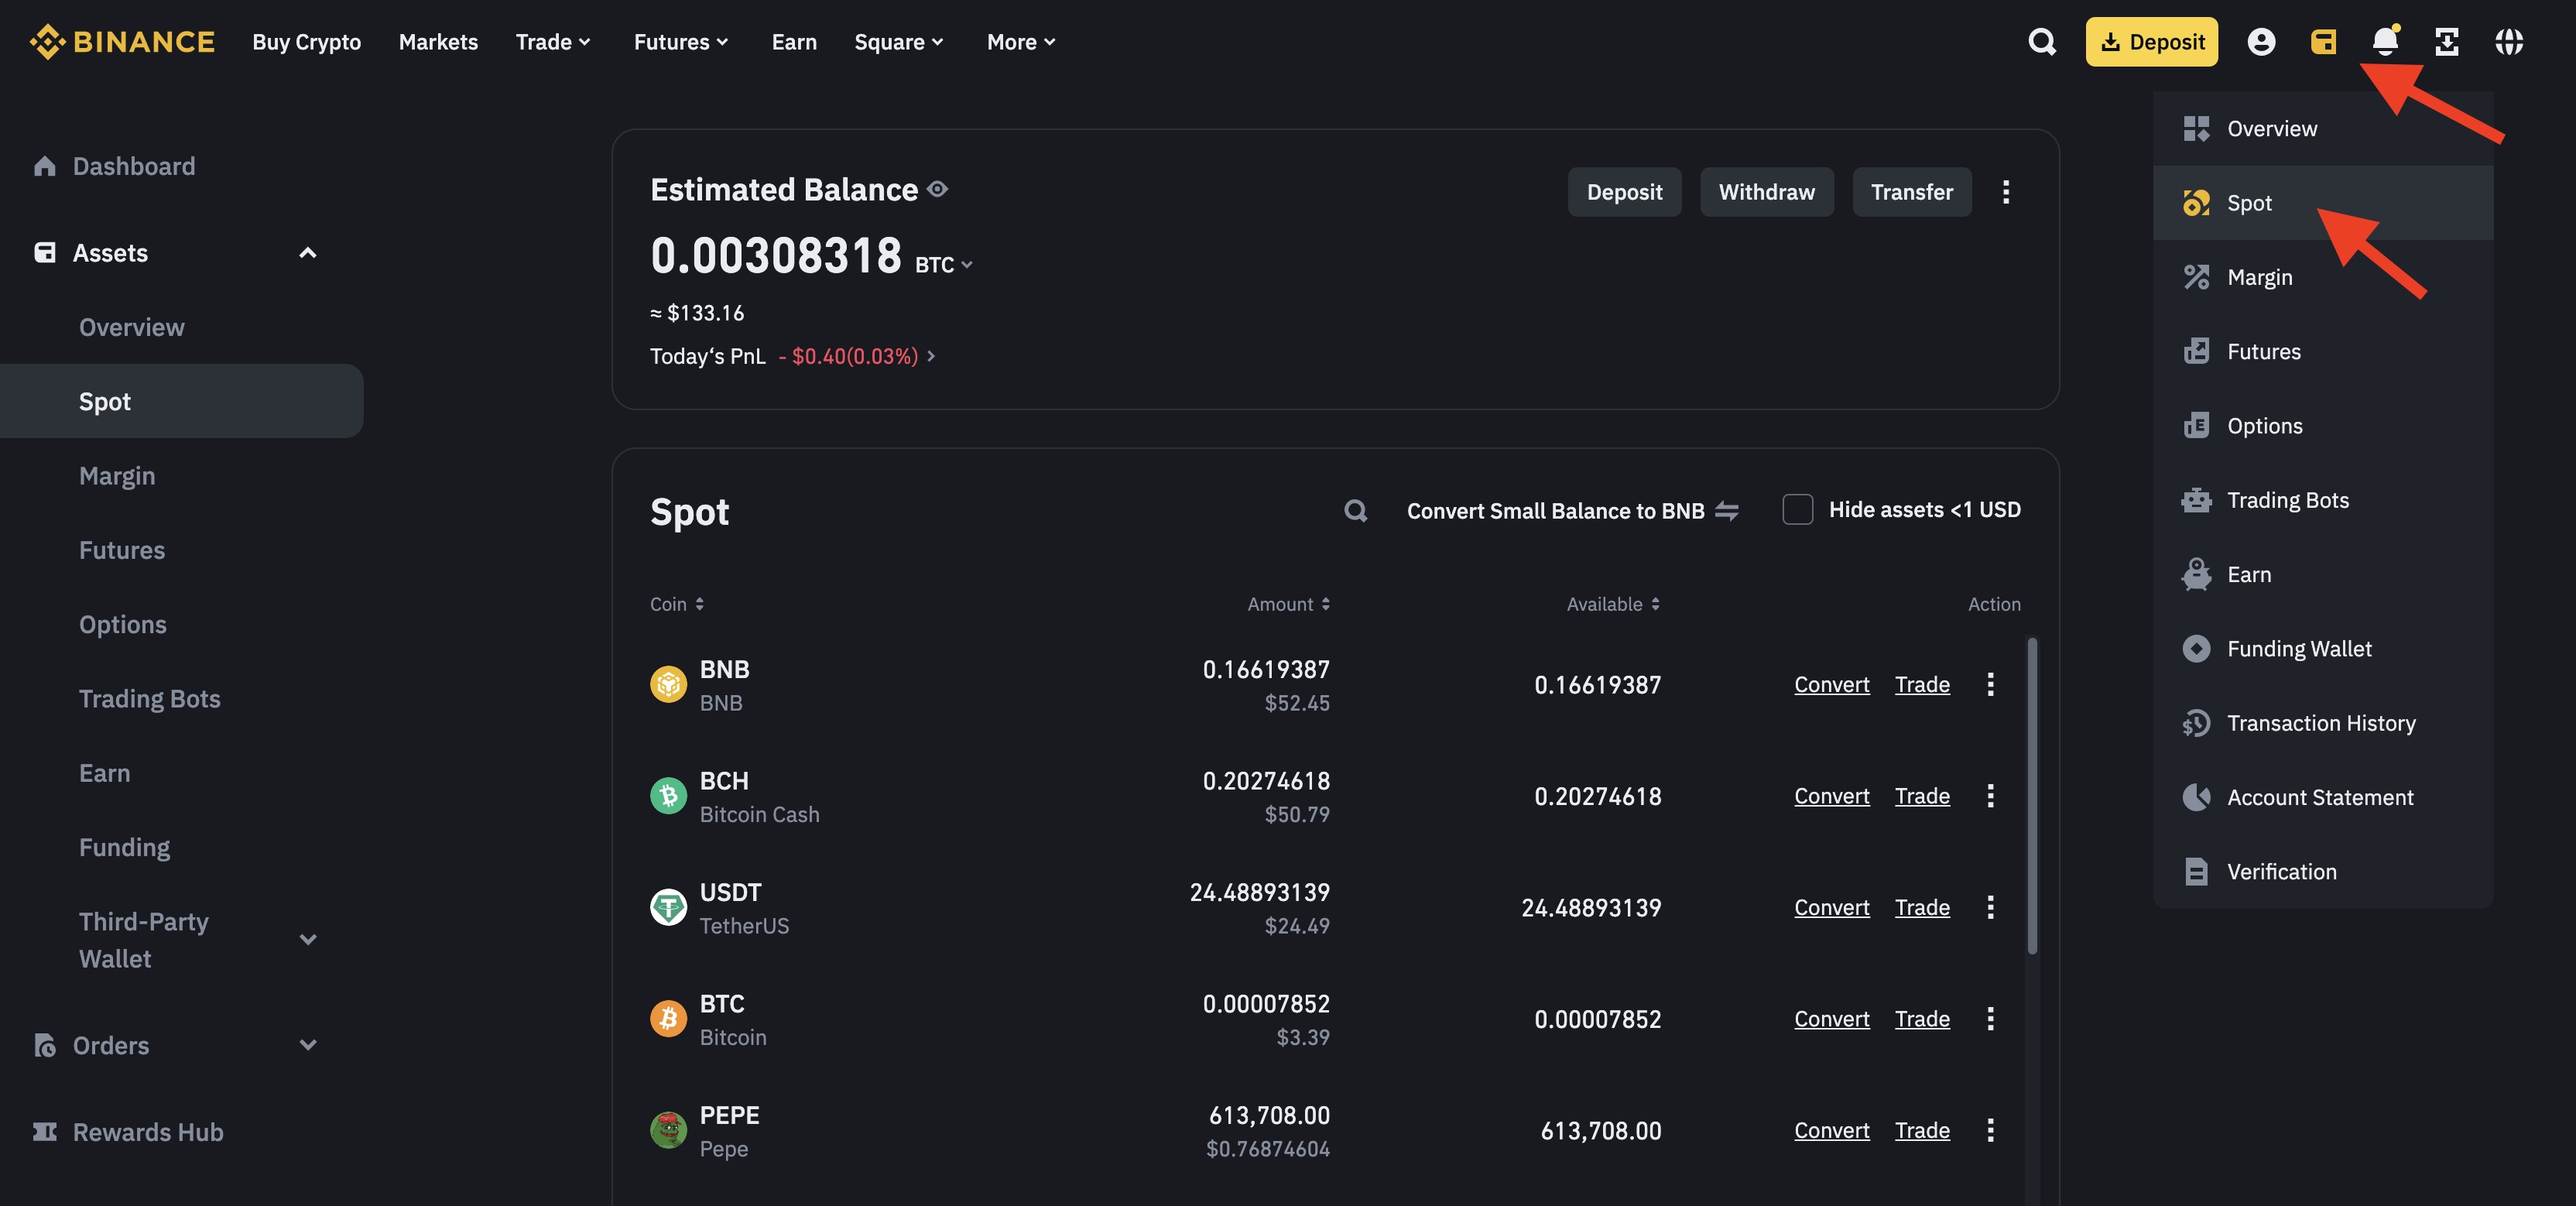 BINANCE
Buy Crypto
Markets
Trade
Futures
Earn
Square
More
Deposit
Dashboard
Assets
Overview
Spot
Margin
Futures
Options
Trading Bots
Earn
Funding
Third-Party
Wallet
Orders
Rewards Hub
Estimated Balance
Deposit
Withdraw
Transfer
0.00308318 BTC
≈ $133.16
Today‘s PnL - $0.40(0.03%)
Spot
Convert Small Balance to BNB
Hide assets <1 USD
Coin
Amount
Available
Action
BNB
BNB
0.16619387
$52.45
0.16619387
Convert
Trade
BCH
Bitcoin Cash
0.20274618
$50.79
0.20274618
Convert
Trade
USDT
TetherUS
24.48893139
$24.49
24.48893139
Convert
Trade
BTC
Bitcoin
0.00007852
$3.39
0.00007852
Convert
Trade
PEPE
Pepe
613,708.00
$0.76874604
613,708.00
Convert
Trade
Overview
Spot
Margin
Futures
Options
Trading Bots
Earn
Funding Wallet
Transaction History
Account Statement
Verification